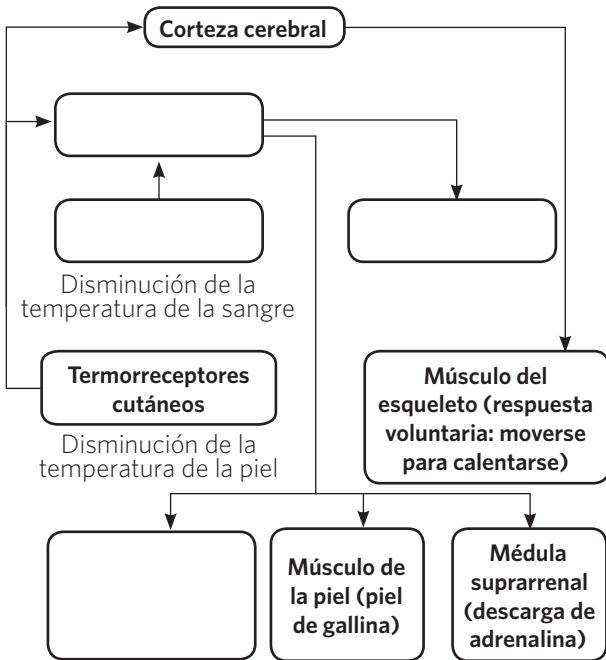 Corteza cerebral
Disminución de la
temperatura de la sangre
Termorreceptores
cutáneos
Disminución de la
temperatura de la piel
Músculo del
esqueleto (respuesta
voluntaria: moverse
para calentarse)
Músculo de
la piel (piel
de gallina)
Médula
suprarrenal
(descarga de
adrenalina)